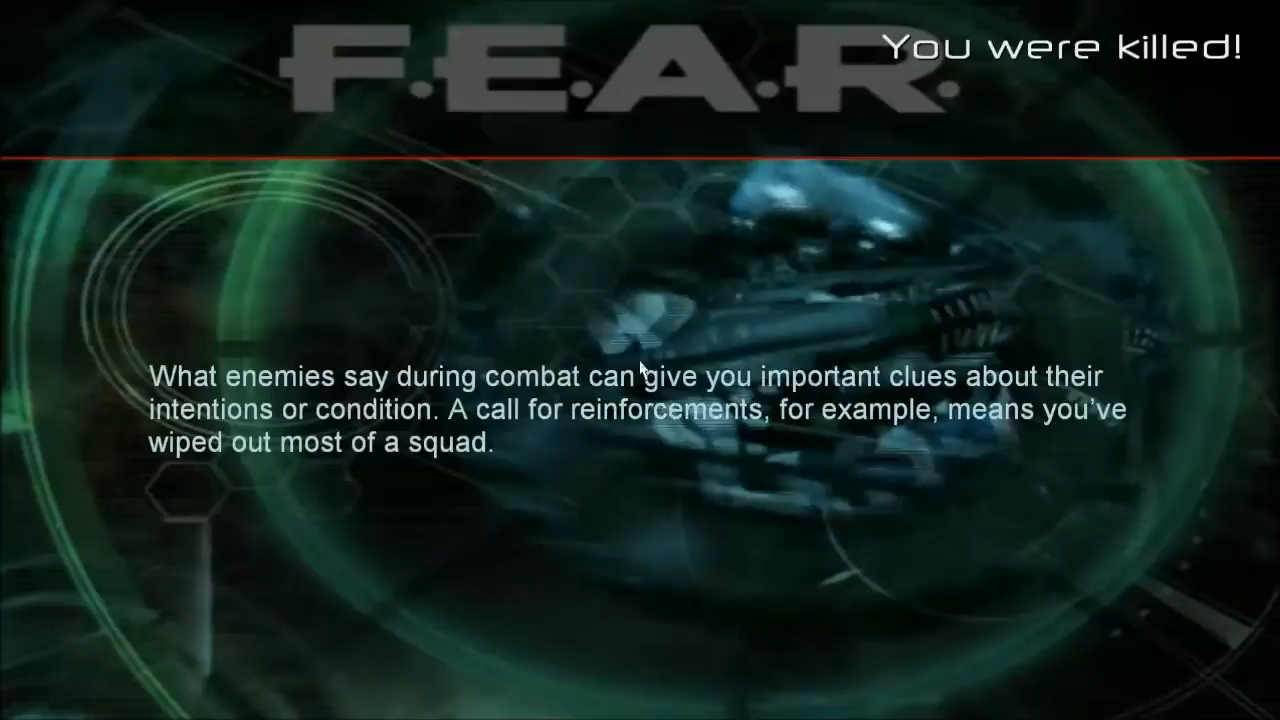 F.E.A.R.
You were killed!
What enemies say during combat can give you important clues about their
intentions or condition. A call for reinforcements, for example, means you’ve
wiped out most of a squad.